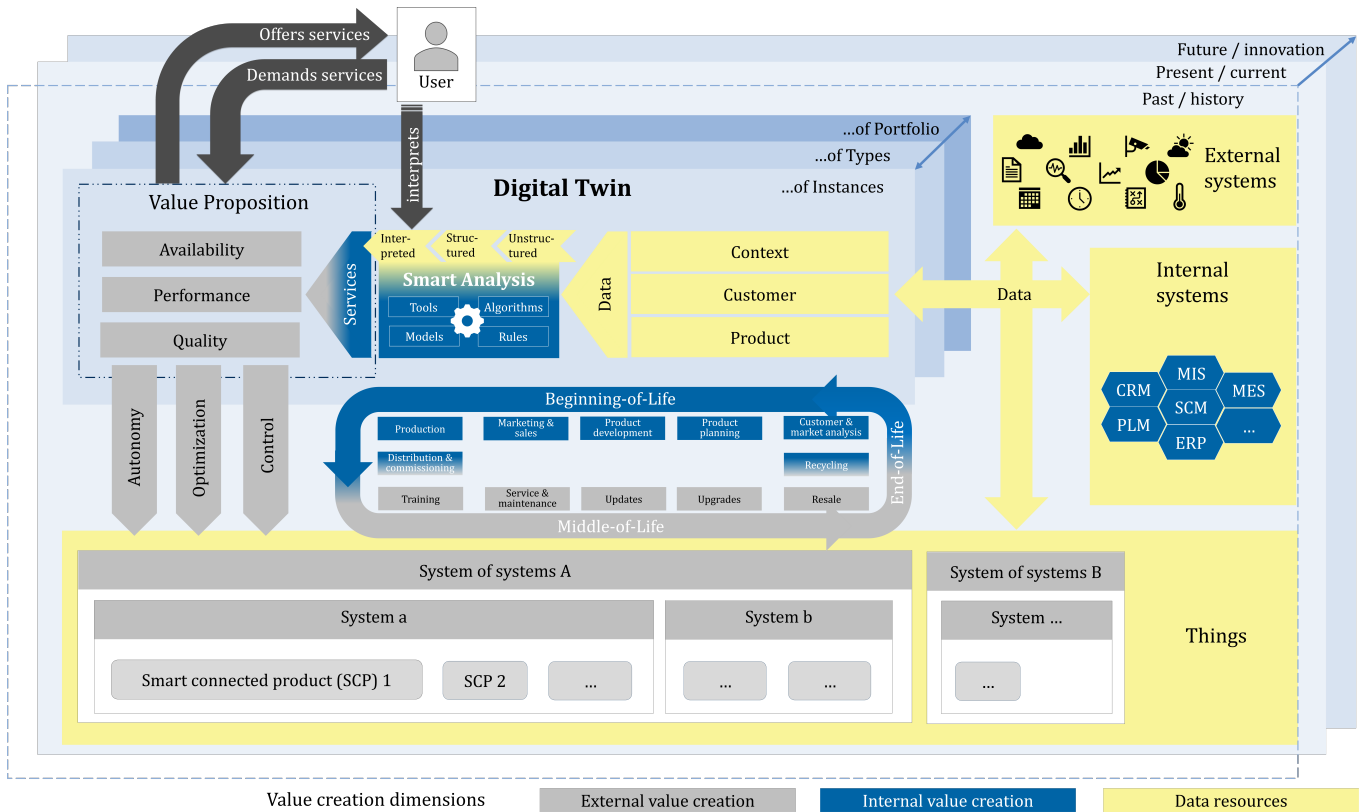 Offers services
Demands services
User
Future / innovation
Present / current
Past / history
interprets
...of Portfolio
...of Types
...of Instances
Digital Twin
Value Proposition
Availability
Performance
Quality
Services
Inter-
preted
Struc-
tured
Unstruc-
tured
Smart Analysis
Tools
Algorithms
Models
Rules
Data
Context
Customer
Product
Data
External
systems
Internal
systems
MIS
CRM
MES
SCM
PLM
...
ERP
Autonomy
Optimization
Control
Beginning-of-Life
Production
Marketing &
sales
Product
development
Product
planning
Customer &
market analysis
Distribution &
commissioning
Recycling
Training
Service &
maintenance
Updates
Upgrades
Resale
End-of-Life
Middle-of-Life
System of systems A
System of systems B
System a
System b
System ...
Things
Smart connected product (SCP) 1
SCP 2
...
...
...
...
Value creation dimensions
External value creation
Internal value creation
Data resources